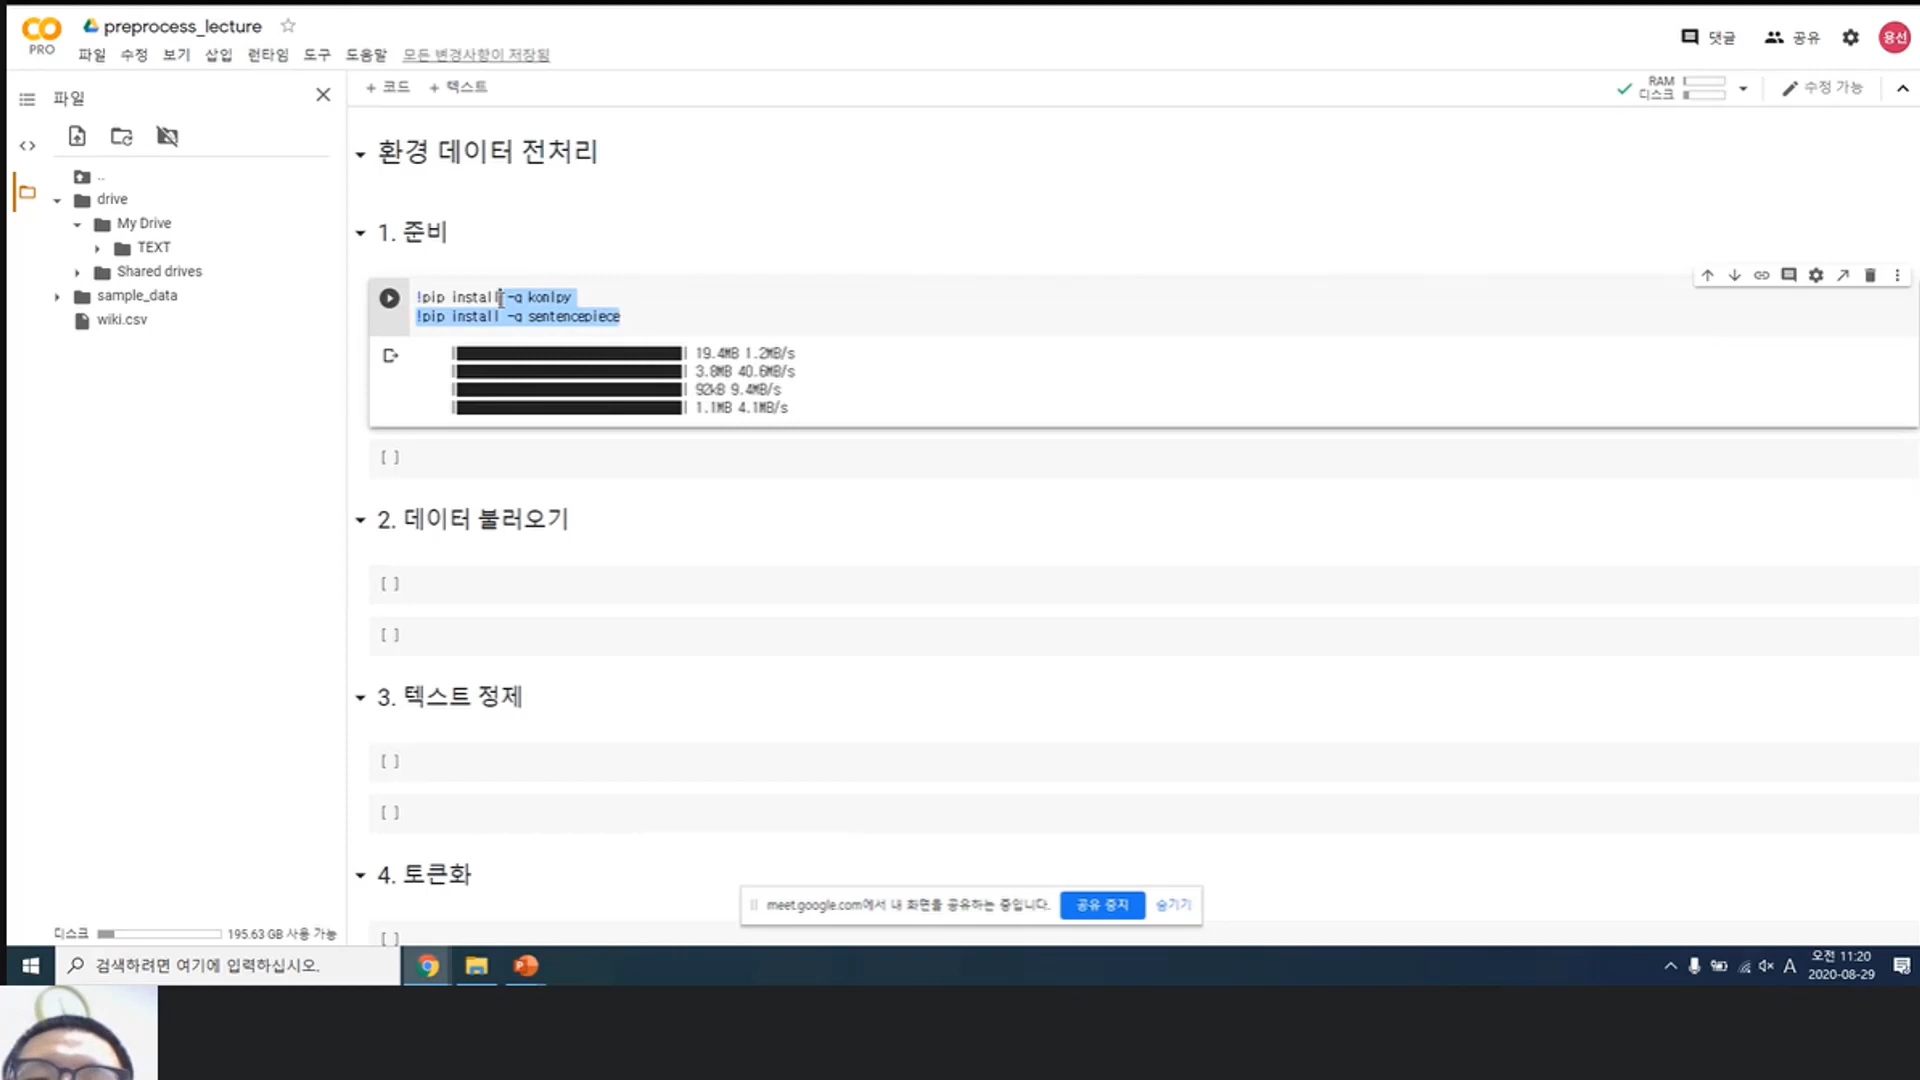 CO
PRO
preprocess_lecture
파일 수정 보기 삽입 런타임 도구 도움말 모든 변경사항이 저장됨
댓글 공유 용선
파일
+ 코드 + 텍스트
RAM
디스크
수정 가능
..
drive
My Drive
TEXT
Shared drives
sample_data
wiki.csv
환경 데이터 전처리
1. 준비
!pip install -q konlpy
!pip install -q sentencepiece
19.4MB 1.2MB/s
3.8MB 40.6MB/s
92kB 9.4MB/s
1.1MB 4.1MB/s
[ ]
2. 데이터 불러오기
[ ]
[ ]
3. 텍스트 정제
[ ]
[ ]
4. 토큰화
[ ]
meet.google.com에서 내 화면을 공유하는 중입니다. 공유 중지 숨기기
디스크 195.63 GB 사용 가능
검색하려면 여기에 입력하십시오.
A
오전 11:20
2020-08-29